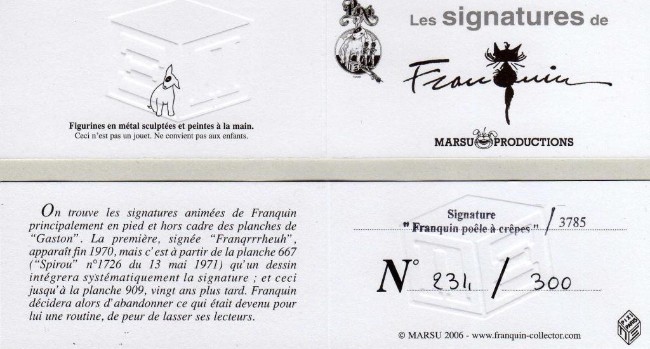 Les signatures de
Franquin
MARSU PRODUCTIONS
Figurines en métal sculptées et peintes à la main.
Ceci n'est pas un jouet. Ne convient pas aux enfants.
On trouve les signatures animées de Franquin
principalement en pied et hors cadre des planches de
"Gaston". La première, signée "Franqrrrheuh",
apparaît fin 1970, mais c'est à partir de la planche 667
("Spirou" n°1726 du 13 mai 1971) qu'un dessin
intégrera systématiquement la signature ; et ceci
jusqu'à la planche 909, vingt ans plus tard. Franquin
décidera alors d'abandonner ce qui était devenu pour
lui une routine, de peur de lasser ses lecteurs.
Signature
" Franquin poêle à crêpes " / 3785
N° 234 / 300
© MARSU 2006 - www.franquin-collector.com